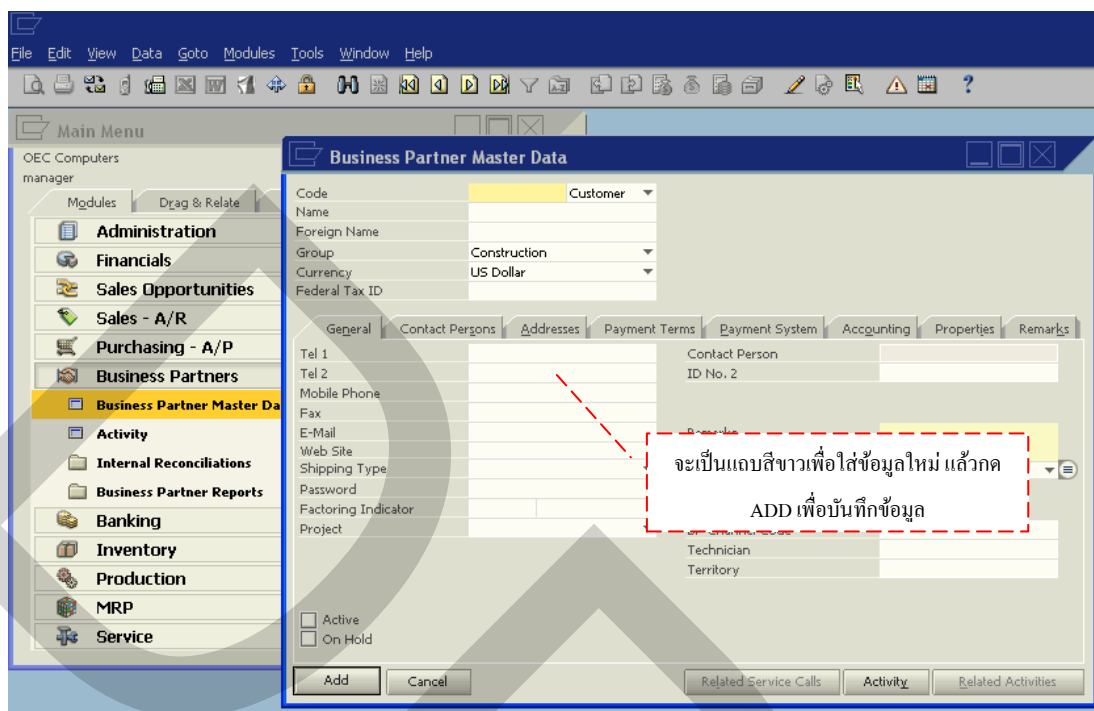 File Edit View Data Goto Modules Tools Window Help
Main Menu
OEC Computers
manager
Modules Drag & Relate
Administration
Financials
Sales Opportunities
Sales - A/R
Purchasing - A/P
Business Partners
Business Partner Master Da
Activity
Internal Reconciliations
Business Partner Reports
Banking
Inventory
Production
MRP
Service
Business Partner Master Data
Code Customer
Name
Foreign Name
Group Construction
Currency US Dollar
Federal Tax ID
General Contact Persons Addresses Payment Terms Payment System Accounting Properties Remarks
Tel 1 Contact Person
Tel 2 ID No. 2
Mobile Phone
Fax
E-Mail Remarks
Web Site
Shipping Type
Password
Factoring Indicator
Project
จะเป็นแถบสีขาวเพื่อใส่ข้อมูลใหม่ แล้วกด
ADD เพื่อบันทึกข้อมูล
BP Channel Code
Technician
Territory
Active
On Hold
Add Cancel Related Service Calls Activity Related Activities